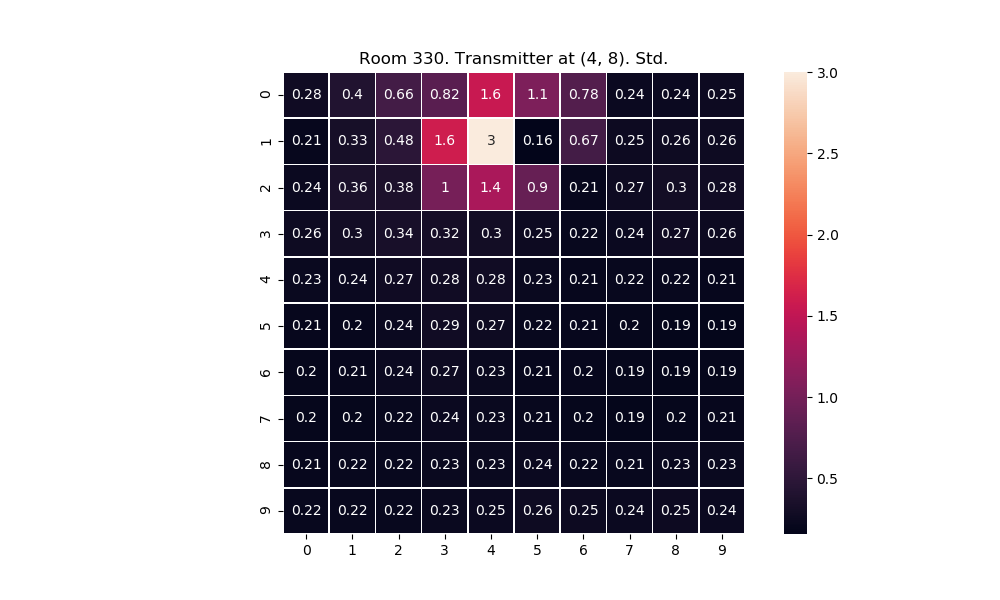 Room 330. Transmitter at (4, 8). Std.
0 0.28 0.4 0.66 0.82 1.6 1.1 0.78 0.24 0.24 0.25
1 0.21 0.33 0.48 1.6 3 0.16 0.67 0.25 0.26 0.26
2 0.24 0.36 0.38 1 1.4 0.9 0.21 0.27 0.3 0.28
3 0.26 0.3 0.34 0.32 0.3 0.25 0.22 0.24 0.27 0.26
4 0.23 0.24 0.27 0.28 0.28 0.23 0.21 0.22 0.22 0.21
5 0.21 0.2 0.24 0.29 0.27 0.22 0.21 0.2 0.19 0.19
6 0.2 0.21 0.24 0.27 0.23 0.21 0.2 0.19 0.19 0.19
7 0.2 0.2 0.22 0.24 0.23 0.21 0.2 0.19 0.2 0.21
8 0.21 0.22 0.22 0.23 0.23 0.24 0.22 0.21 0.23 0.23
9 0.22 0.22 0.22 0.23 0.25 0.26 0.25 0.24 0.25 0.24
0 1 2 3 4 5 6 7 8 9
3.0
2.5
2.0
1.5
1.0
0.5